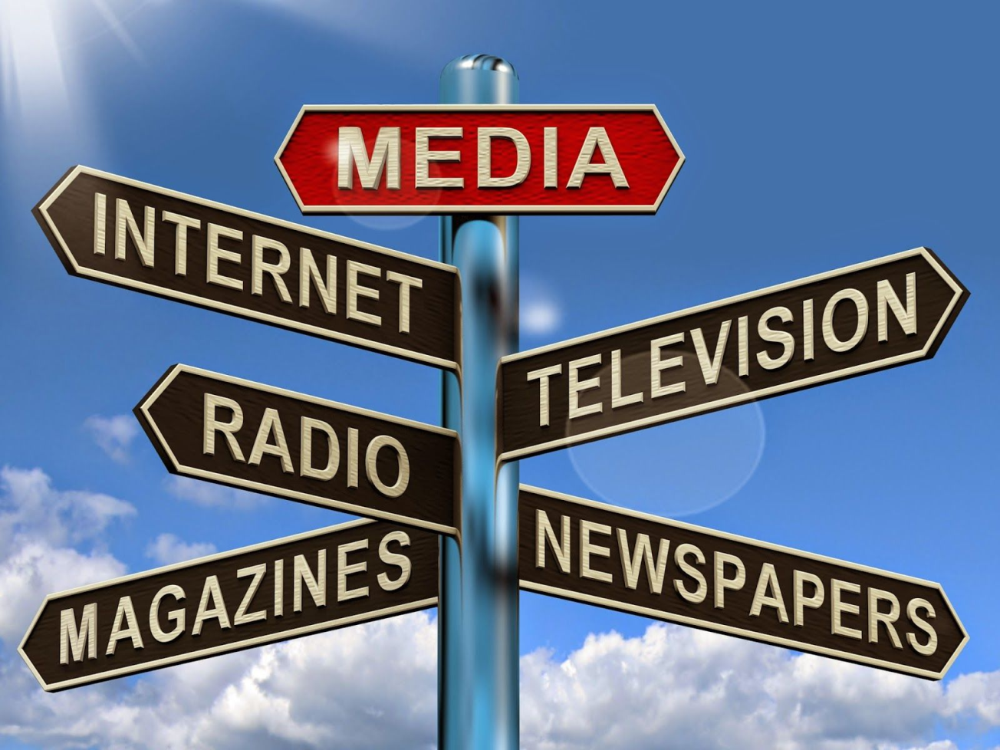 MEDIA
INTERNET
TELEVISION
RADIO
NEWSPAPERS
MAGAZINES